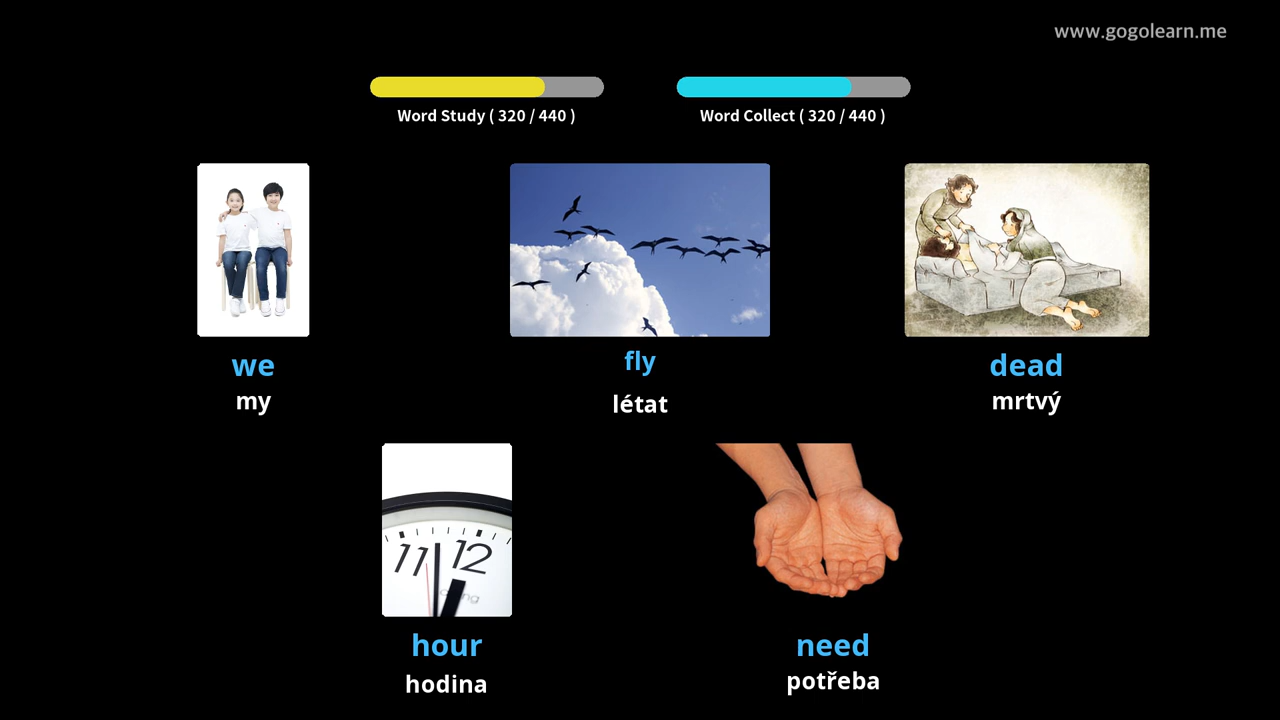 www.gogolearn.me
Word Study ( 320 / 440 )
Word Collect ( 320 / 440 )
we
my
fly
létat
dead
mrtvý
11 12
hour
hodina
need
potřeba